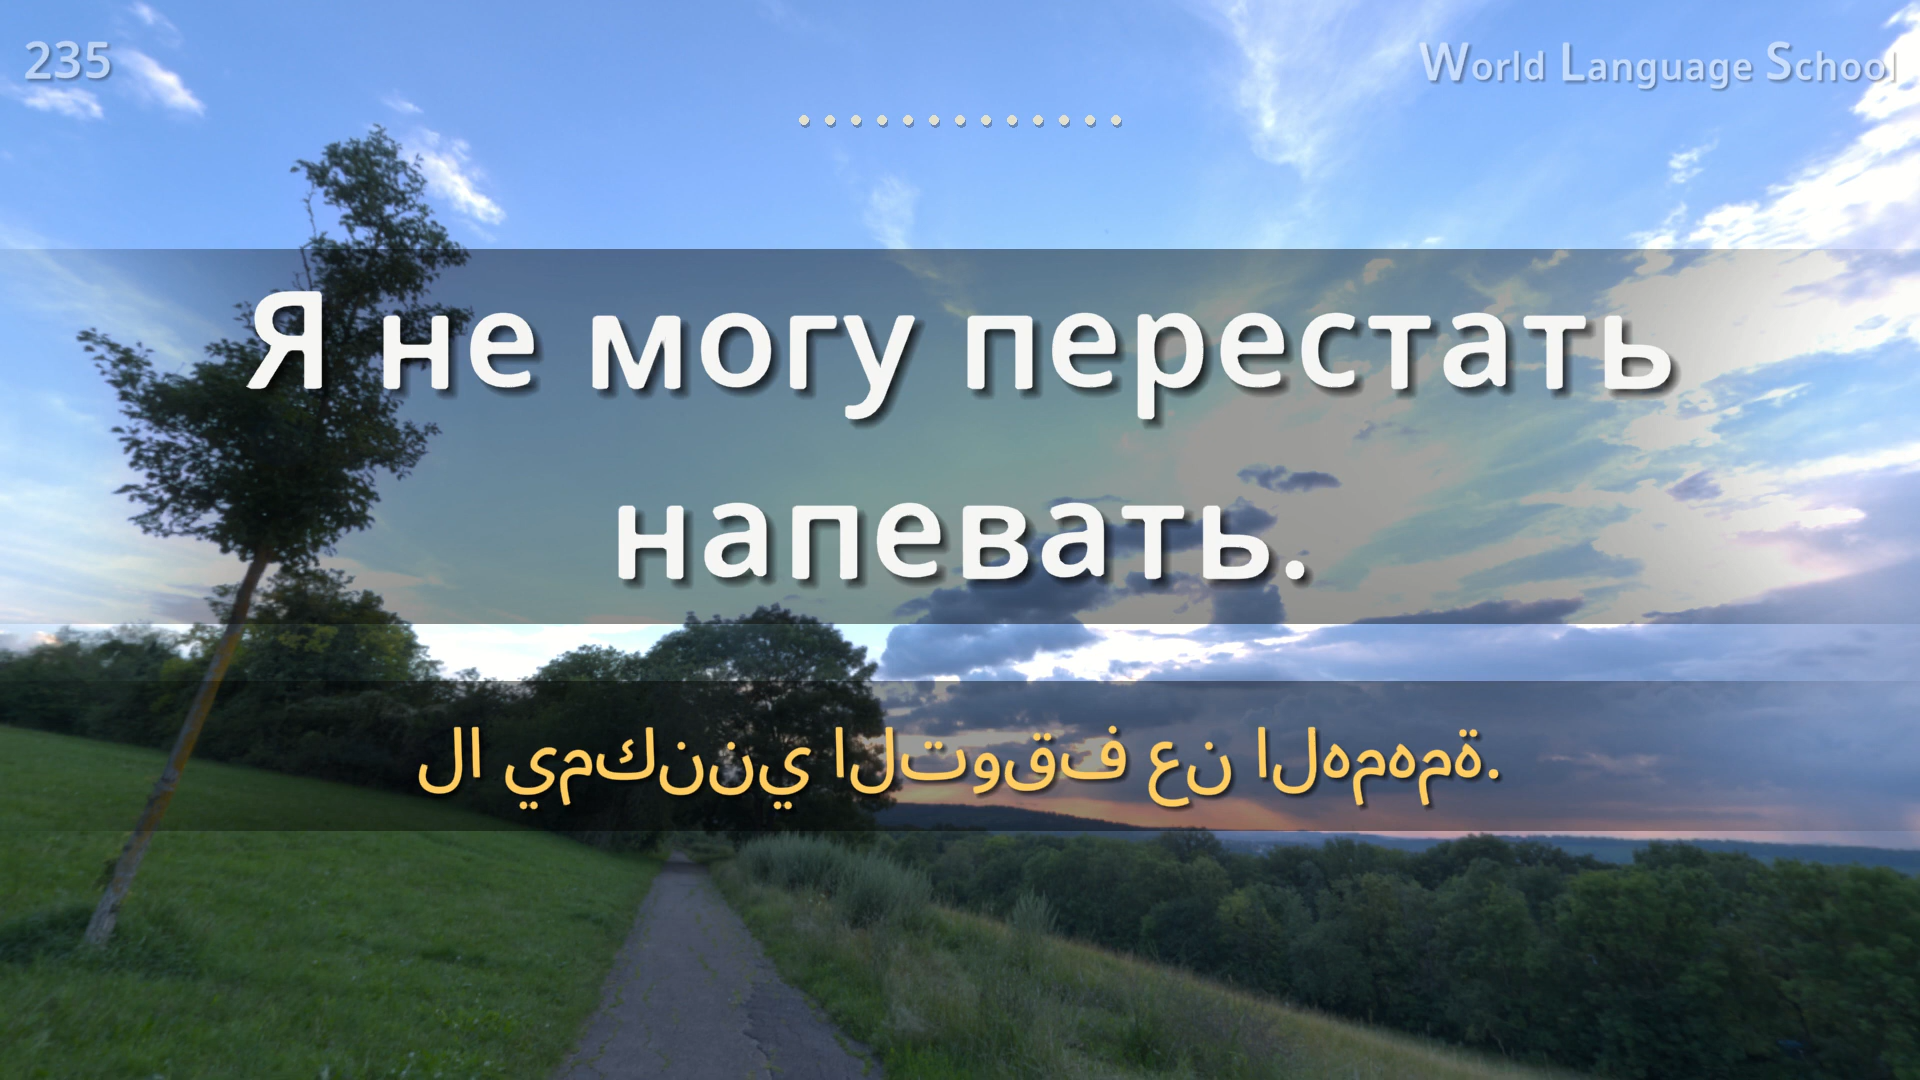 235
World Language School
Я не могу перестать
напевать.
لا يمكنني التوقف عن الهمهمة.